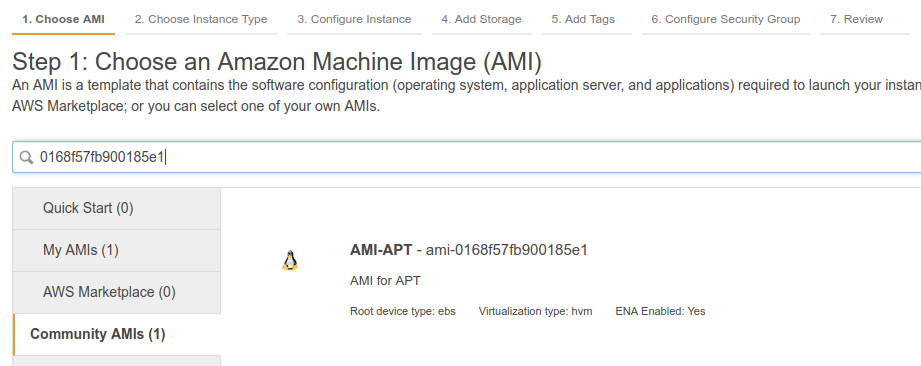 1. Choose AMI 2. Choose Instance Type 3. Configure Instance 4. Add Storage 5. Add Tags 6. Configure Security Group 7. Review
Step 1: Choose an Amazon Machine Image (AMI)
An AMI is a template that contains the software configuration (operating system, application server, and applications) required to launch your instan
AWS Marketplace; or you can select one of your own AMIs.
0168f57fb900185e1
Quick Start (0)
My AMIs (1)
AWS Marketplace (0)
Community AMIs (1)
AMI-APT - ami-0168f57fb900185e1
AMI for APT
Root device type: ebs Virtualization type: hvm ENA Enabled: Yes